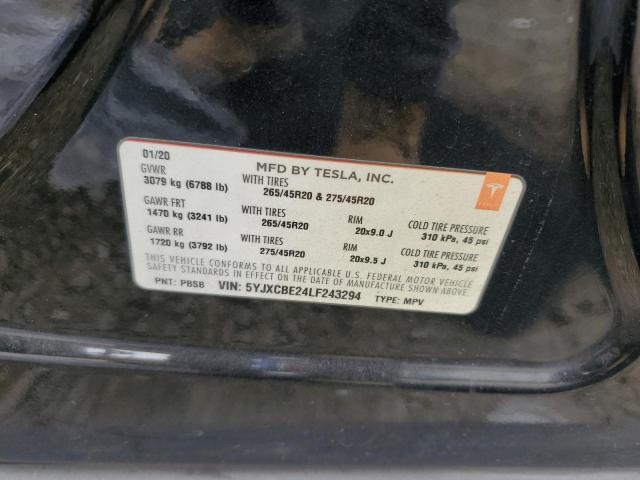 01/20 MFD BY TESLA, INC.
GVWR
3079 kg (6788 lb) WITH TIRES 265/45R20 & 275/45R20
GAWR FRT
1470 kg (3241 lb) WITH TIRES 265/45R20 RIM 20x9.0 J COLD TIRE PRESSURE 310 kPa, 45 psi
GAWR RR
1720 kg (3792 lb) WITH TIRES 275/45R20 RIM 20x9.5 J COLD TIRE PRESSURE 310 kPa, 45 psi
THIS VEHICLE CONFORMS TO ALL APPLICABLE U.S. FEDERAL MOTOR VEHICLE
SAFETY STANDARDS IN EFFECT ON THE DATE OF MANUFACTURE SHOWN ABOVE.
PNT: PBSB VIN: 5YJXCBE24LF243294 TYPE: MPV